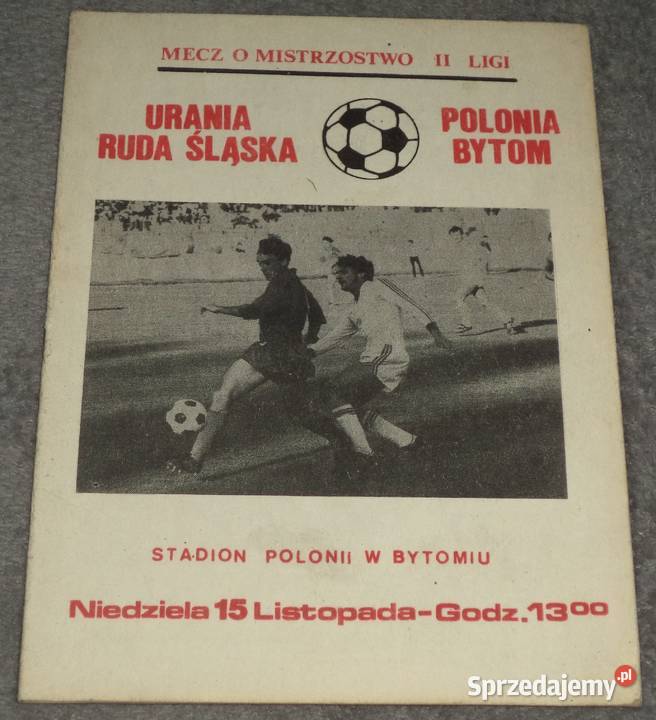 MECZ O MISTRZOSTWO II LIGI
URANIA
RUDA ŚLĄSKA
POLONIA
BYTOM
STADION POLONII W BYTOMIU
Niedziela 15 Listopada-Godz.13⁰⁰
Sprzedajemy.pl